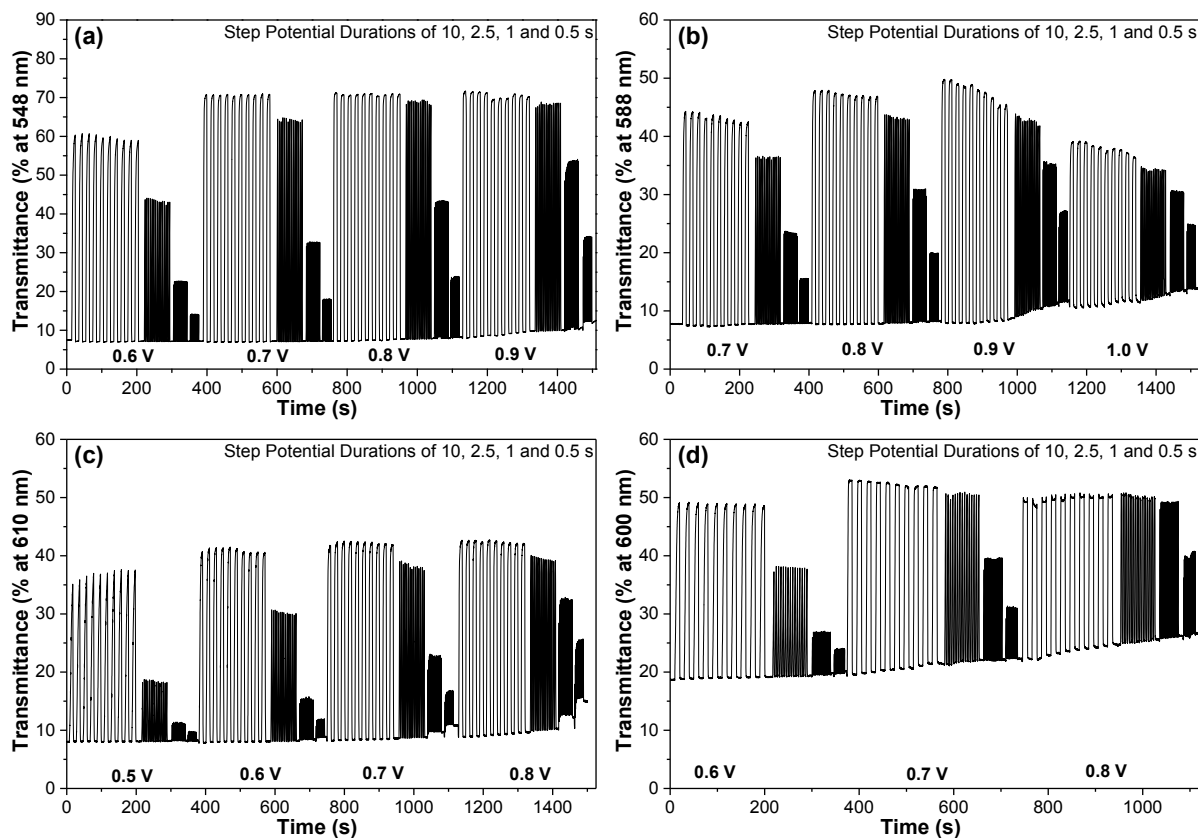 (a) Step Potential Durations of 10, 2.5, 1 and 0.5 s
Transmittance (% at 548 nm)
90
80
70
60
50
40
30
20
10
0
0.6 V 0.7 V 0.8 V 0.9 V
0 200 400 600 800 1000 1200 1400
Time (s)
(b) Step Potential Durations of 10, 2.5, 1 and 0.5 s
Transmittance (% at 588 nm)
60
50
40
30
20
10
0
0.7 V 0.8 V 0.9 V 1.0 V
0 200 400 600 800 1000 1200 1400
Time (s)
(c) Step Potential Durations of 10, 2.5, 1 and 0.5 s
Transmittance (% at 610 nm)
60
50
40
30
20
10
0
0.5 V 0.6 V 0.7 V 0.8 V
0 200 400 600 800 1000 1200 1400
Time (s)
(d) Step Potential Durations of 10, 2.5, 1 and 0.5 s
Transmittance (% at 600 nm)
60
50
40
30
20
10
0
0.6 V 0.7 V 0.8 V
0 200 400 600 800 1000
Time (s)